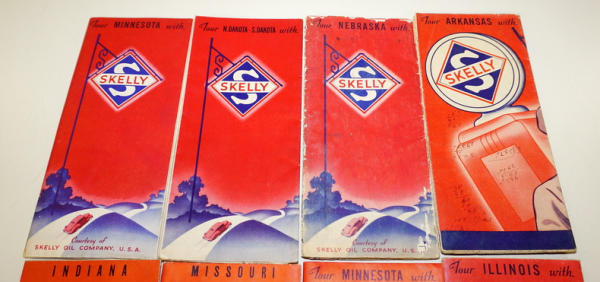 Tour MINNESOTA with
SKELLY
S
Courtesy of
SKELLY OIL COMPANY, U.S.A.
Tour N.DAKOTA-S.DAKOTA with
SKELLY
S
Tour NEBRASKA with
SKELLY
S
Courtesy of
SKELLY OIL COMPANY, U.S.A.
Tour ARKANSAS with
SKELLY
S
INDIANA
MISSOURI
Tour MINNESOTA with
Tour ILLINOIS with